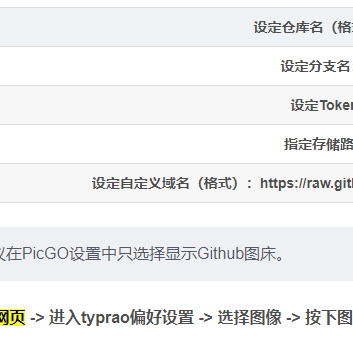 设定仓库名（格
设定分支名
设定Toke
指定存储路
设定自定义域名（格式）：https://raw.git
在PicGO设置中只选择显示Github图床。
网页 -> 进入typrao偏好设置 -> 选择图像 -> 按下图